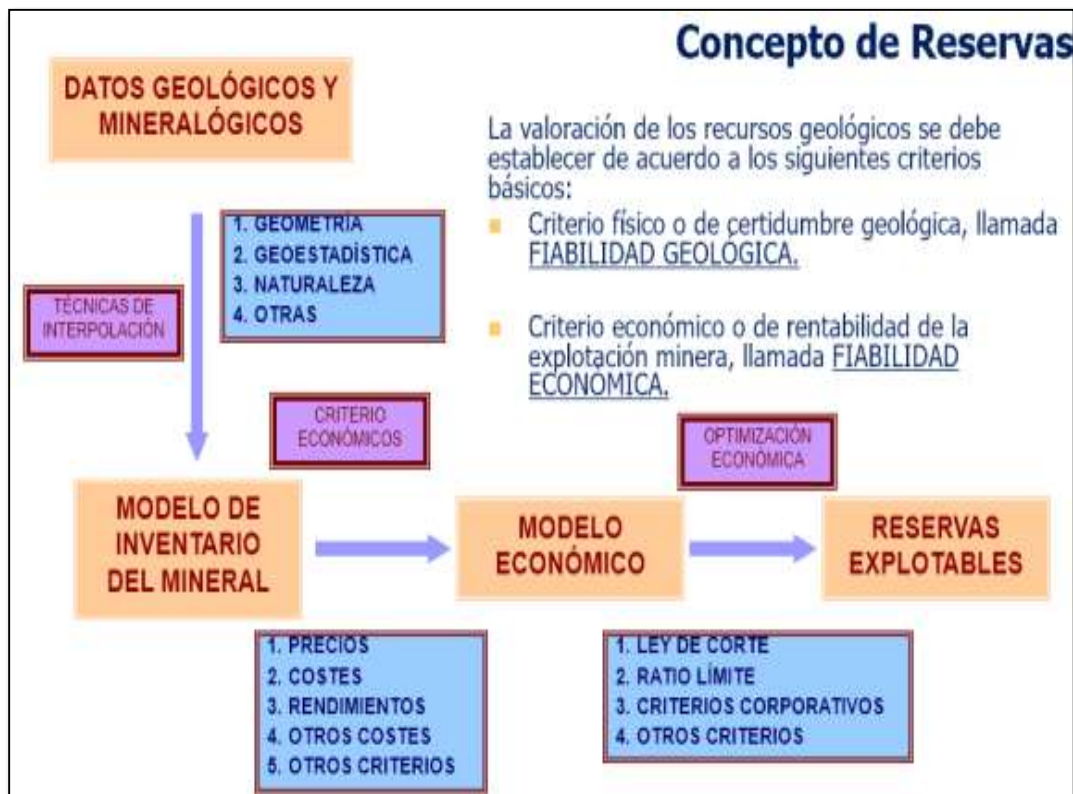 Concepto de Reservas
DATOS GEOLÓGICOS Y
MINERALÓGICOS
La valoración de los recursos geológicos se debe
establecer de acuerdo a los siguientes criterios
básicos:
Criterio físico o de certidumbre geológica, llamada
FIABILIDAD GEOLÓGICA.
Criterio económico o de rentabilidad de la
explotación minera, llamada FIABILIDAD
ECONÓMICA.
1. GEOMETRÍA
2. GEOESTADÍSTICA
3. NATURALEZA
4. OTRAS
TÉCNICAS DE
INTERPOLACIÓN
CRITERIO
ECONÓMICOS
OPTIMIZACIÓN
ECONÓMICA
MODELO DE
INVENTARIO
DEL MINERAL
MODELO
ECONÓMICO
RESERVAS
EXPLOTABLES
1. PRECIOS
2. COSTES
3. RENDIMIENTOS
4. OTROS COSTES
5. OTROS CRITERIOS
1. LEY DE CORTE
2. RATIO LÍMITE
3. CRITERIOS CORPORATIVOS
4. OTROS CRITERIOS